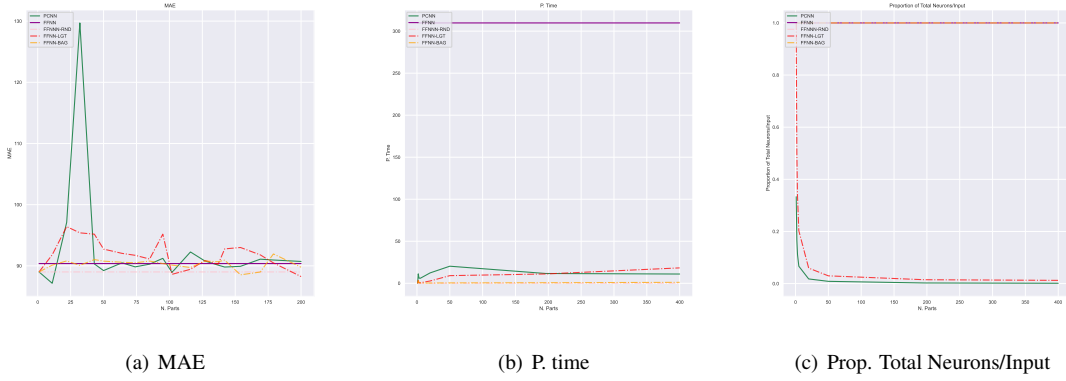 MAE
PCNN
FFNN
FFNNN-RND
FFNN-LGT
FFNN-BAG
130
120
110
100
90
MAE
0 25 50 75 100 125 150 175 200
N. Parts
P. Time
PCNN
FFNN
FFNNN-RND
FFNN-LGT
FFNN-BAG
300
250
200
150
100
50
0
P. Time
0 50 100 150 200 250 300 350 400
N. Parts
Proportion of Total Neurons/Input
PCNN
FFNN
FFNNN-RND
FFNN-LGT
FFNN-BAG
1.0
0.8
0.6
0.4
0.2
0.0
Proportion of Total Neurons/Input
0 50 100 150 200 250 300 350 400
N. Parts
(a) MAE
(b) P. time
(c) Prop. Total Neurons/Input